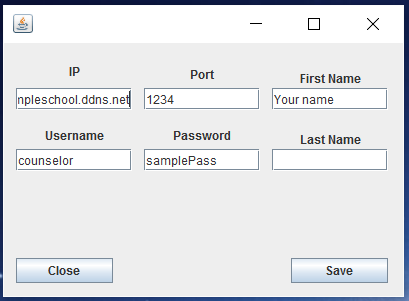 IP
Port
First Name
npleschool.ddns.net
1234
Your name
Username
Password
Last Name
counselor
samplePass
Close
Save